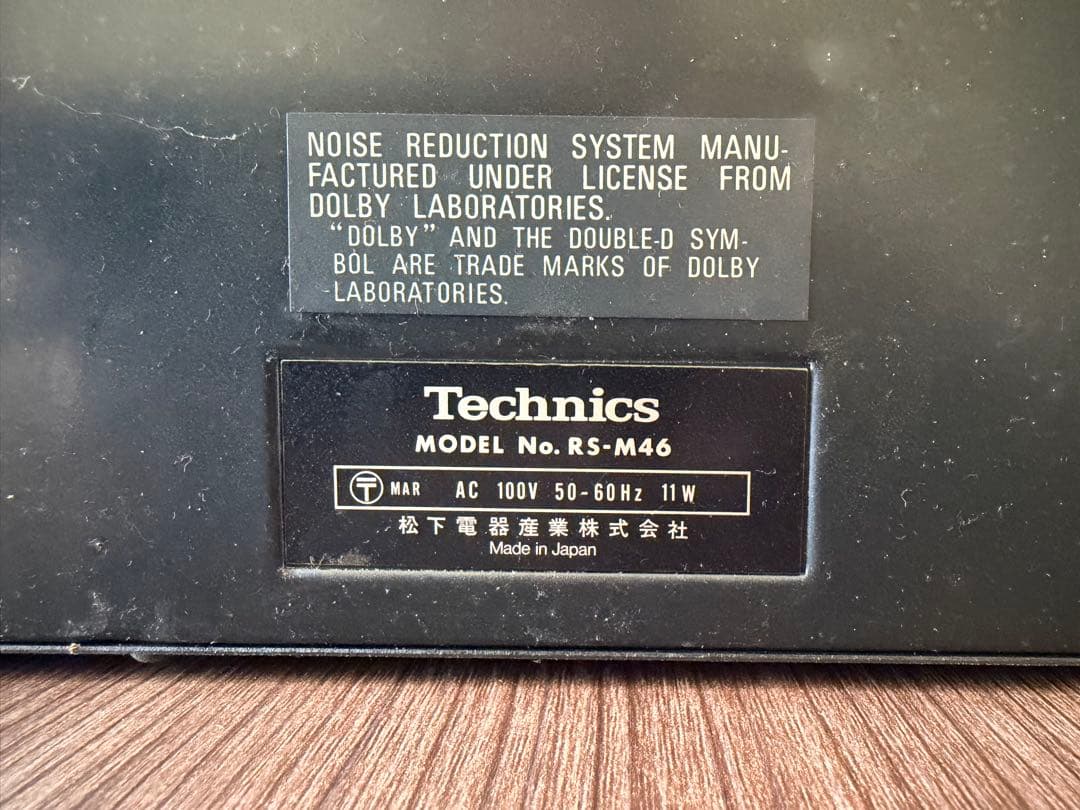 NOISE REDUCTION SYSTEM MANU-
FACTURED UNDER LICENSE FROM
DOLBY LABORATORIES.
"DOLBY" AND THE DOUBLE-D SYM-
BOL ARE TRADE MARKS OF DOLBY
LABORATORIES.
Technics
MODEL No. RS-M46
〒 MAR AC 100V 50-60Hz 11W
松下電器産業株式会社
Made in Japan